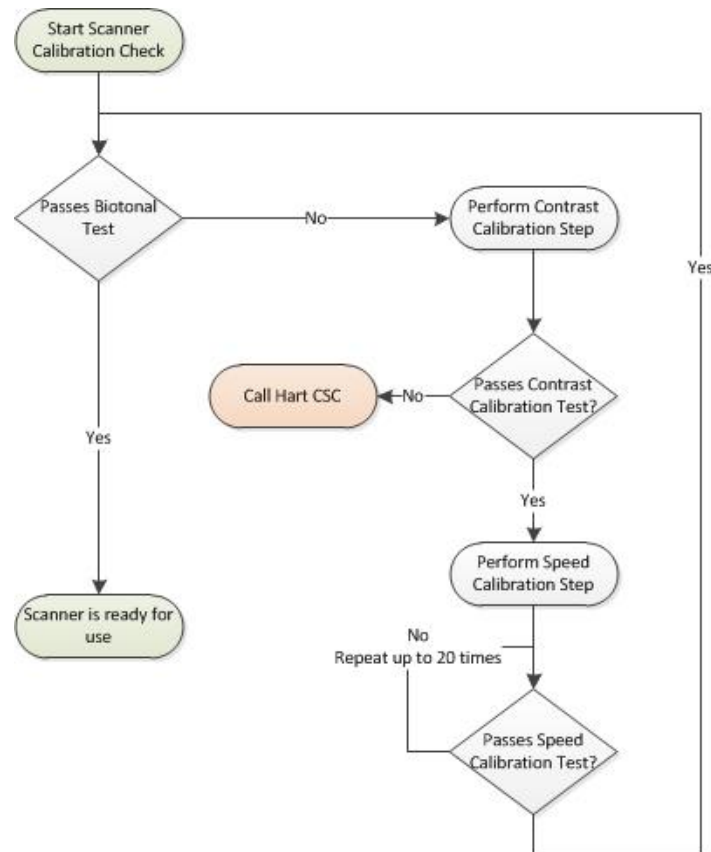 Start Scanner
Calibration Check
Passes Biotonal
Test
No
Perform Contrast
Calibration Step
Yes
Call Hart CSC
No
Passes Contrast
Calibration Test?
Yes
Yes
Perform Speed
Calibration Step
Scanner is ready for
use
No
Repeat up to 20 times
Passes Speed
Calibration Test?